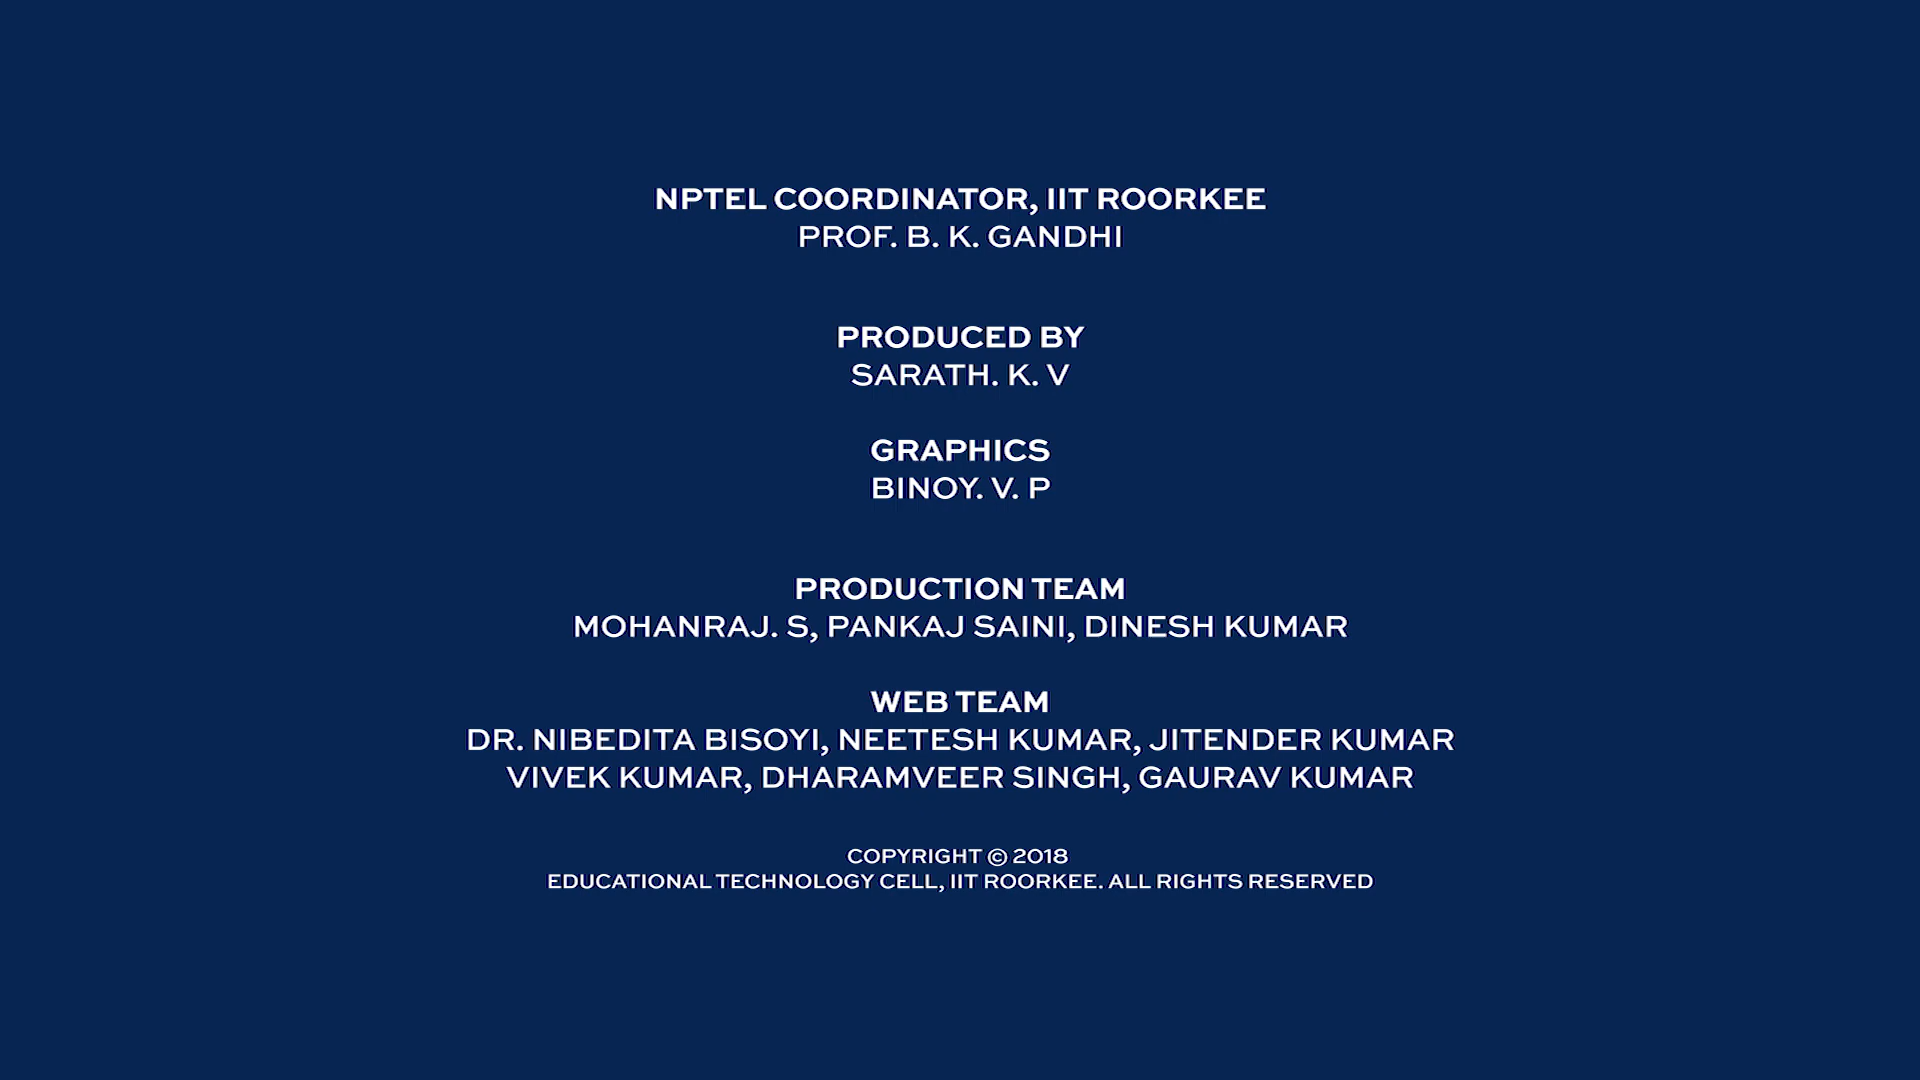 NPTEL COORDINATOR, IIT ROORKEE
PROF. B. K. GANDHI
PRODUCED BY
SARATH. K. V
GRAPHICS
BINOY. V. P
PRODUCTION TEAM
MOHANRAJ. S, PANKAJ SAINI, DINESH KUMAR
WEB TEAM
DR. NIBEDITA BISOYI, NEETESH KUMAR, JITENDER KUMAR
VIVEK KUMAR, DHARAMVEER SINGH, GAURAV KUMAR
COPYRIGHT © 2018
EDUCATIONAL TECHNOLOGY CELL, IIT ROORKEE. ALL RIGHTS RESERVED